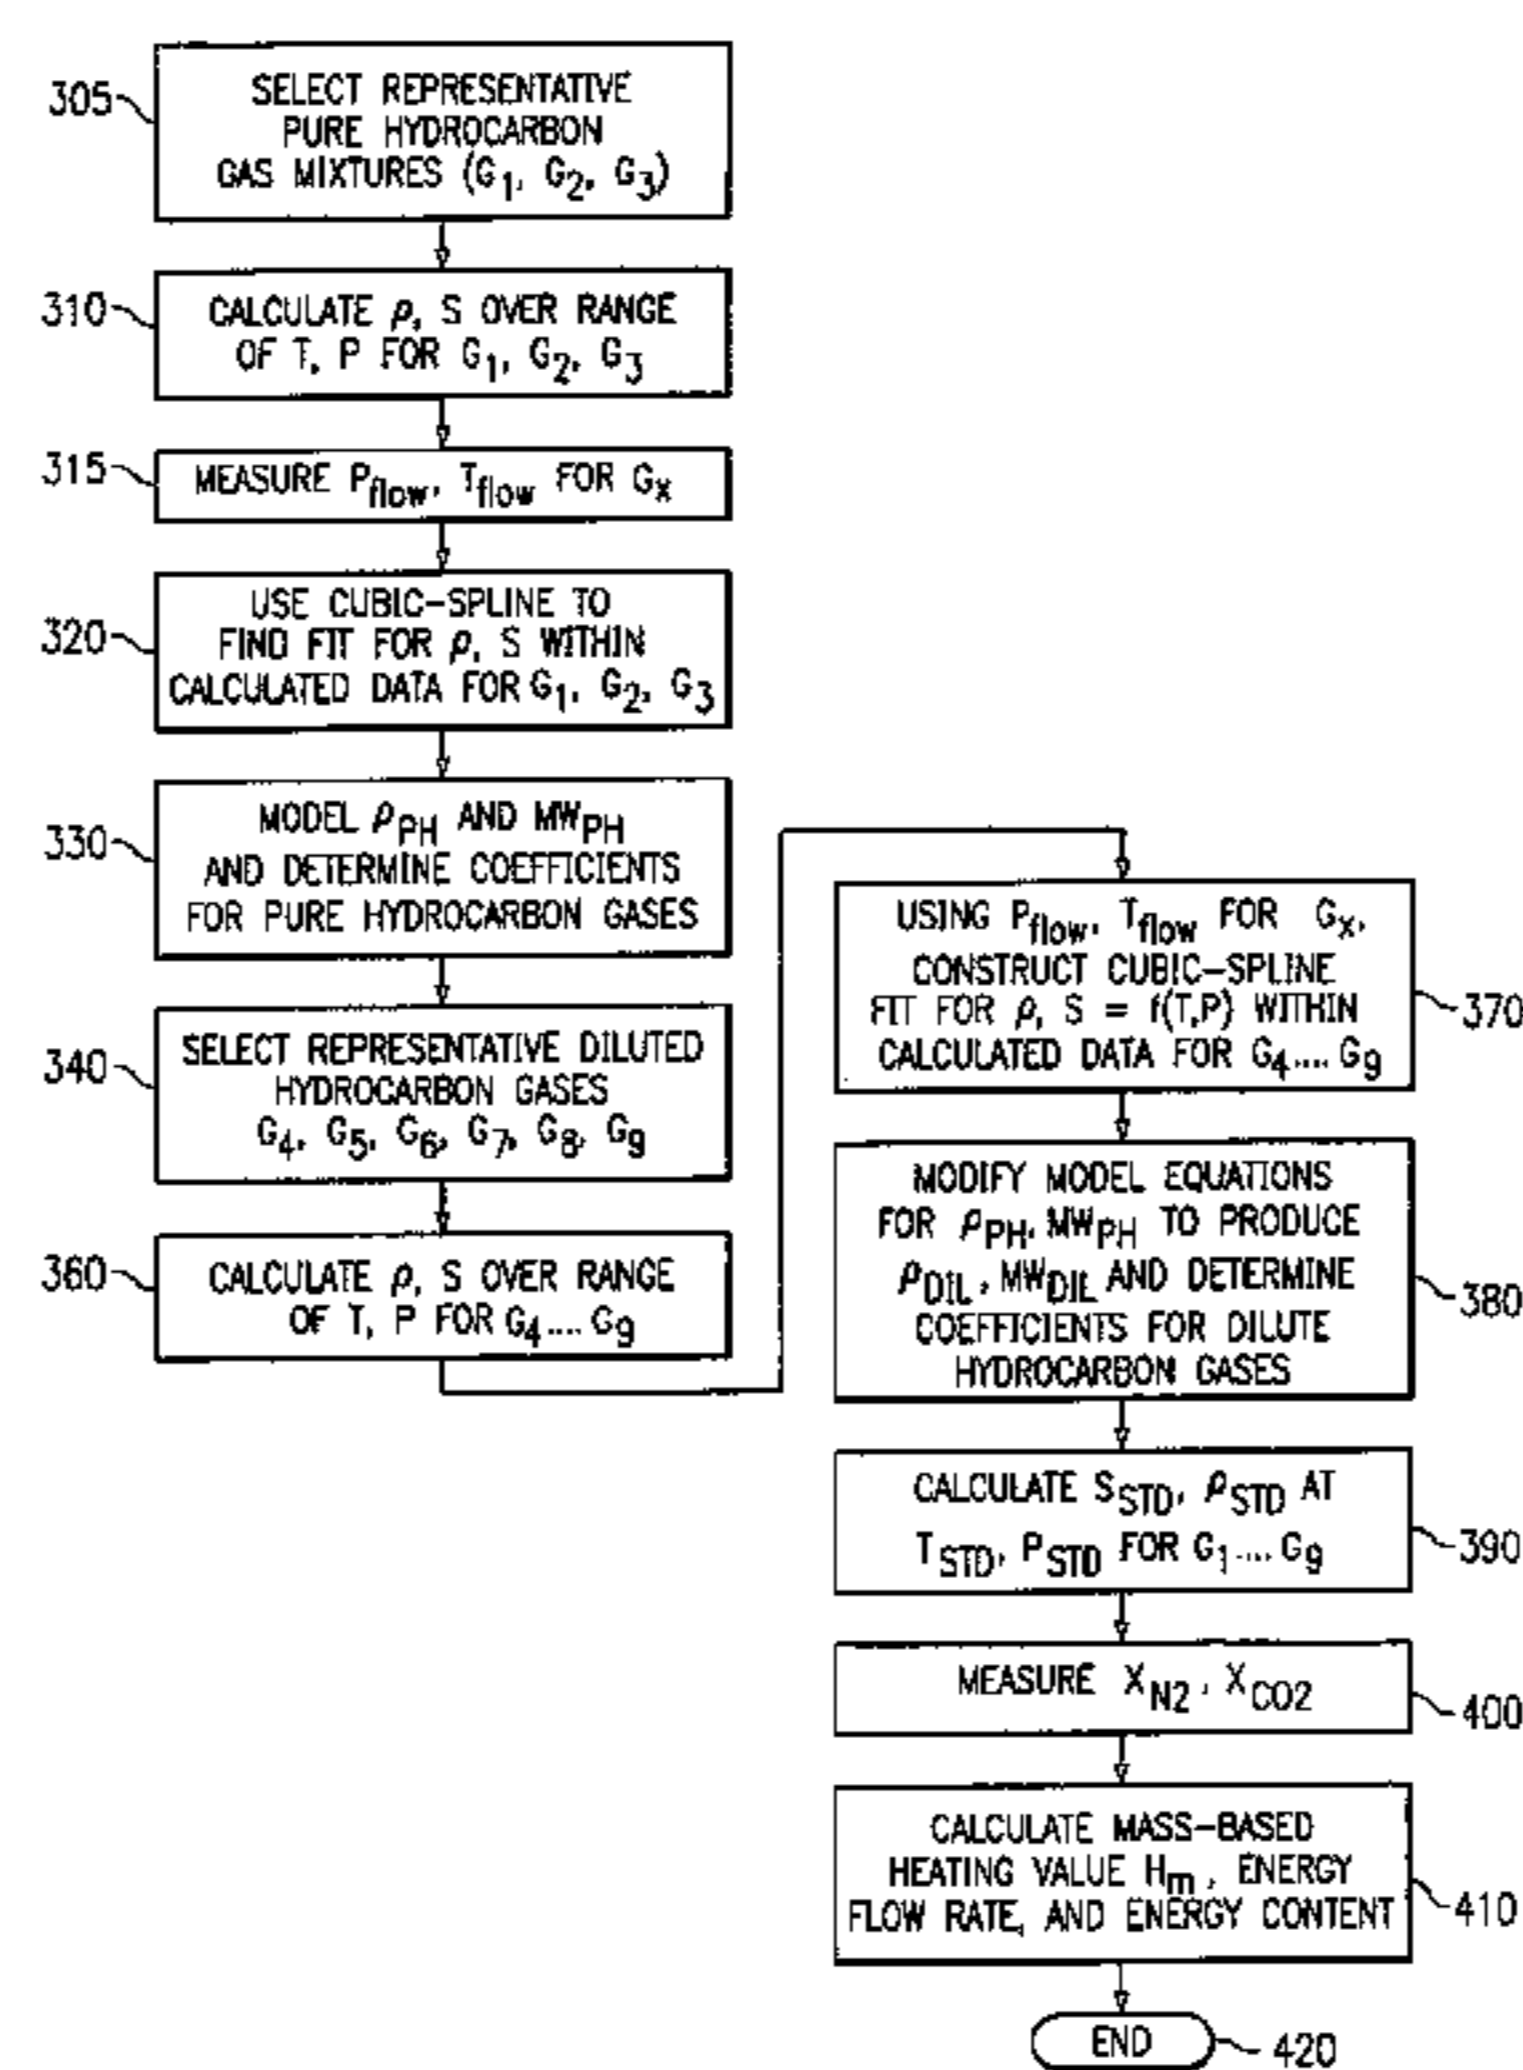 305
SELECT REPRESENTATIVE
PURE HYDROCARBON
GAS MIXTURES (G1, G2, G3)
310
CALCULATE ρ, S OVER RANGE
OF T, P FOR G1, G2, G3
315
MEASURE Pflow, Tflow FOR Gx
320
USE CUBIC-SPLINE TO
FIND FIT FOR ρ, S WITHIN
CALCULATED DATA FOR G1, G2, G3
330
MODEL ρPH AND MWPH
AND DETERMINE COEFFICIENTS
FOR PURE HYDROCARBON GASES
340
SELECT REPRESENTATIVE DILUTED
HYDROCARBON GASES
G4, G5, G6, G7, G8, G9
360
CALCULATE ρ, S OVER RANGE
OF T, P FOR G4.... G9
USING Pflow, Tflow FOR Gx,
CONSTRUCT CUBIC-SPLINE
FIT FOR ρ, S = f(T,P) WITHIN
CALCULATED DATA FOR G4.... G9
370
MODIFY MODEL EQUATIONS
FOR ρPH, MWPH TO PRODUCE
ρDIL, MWDIL AND DETERMINE
COEFFICIENTS FOR DILUTE
HYDROCARBON GASES
380
CALCULATE SSTD, ρSTD AT
TSTD, PSTD FOR G1.... G9
390
MEASURE XN2, XCO2
400
CALCULATE MASS-BASED
HEATING VALUE Hm, ENERGY
FLOW RATE, AND ENERGY CONTENT
410
END
420